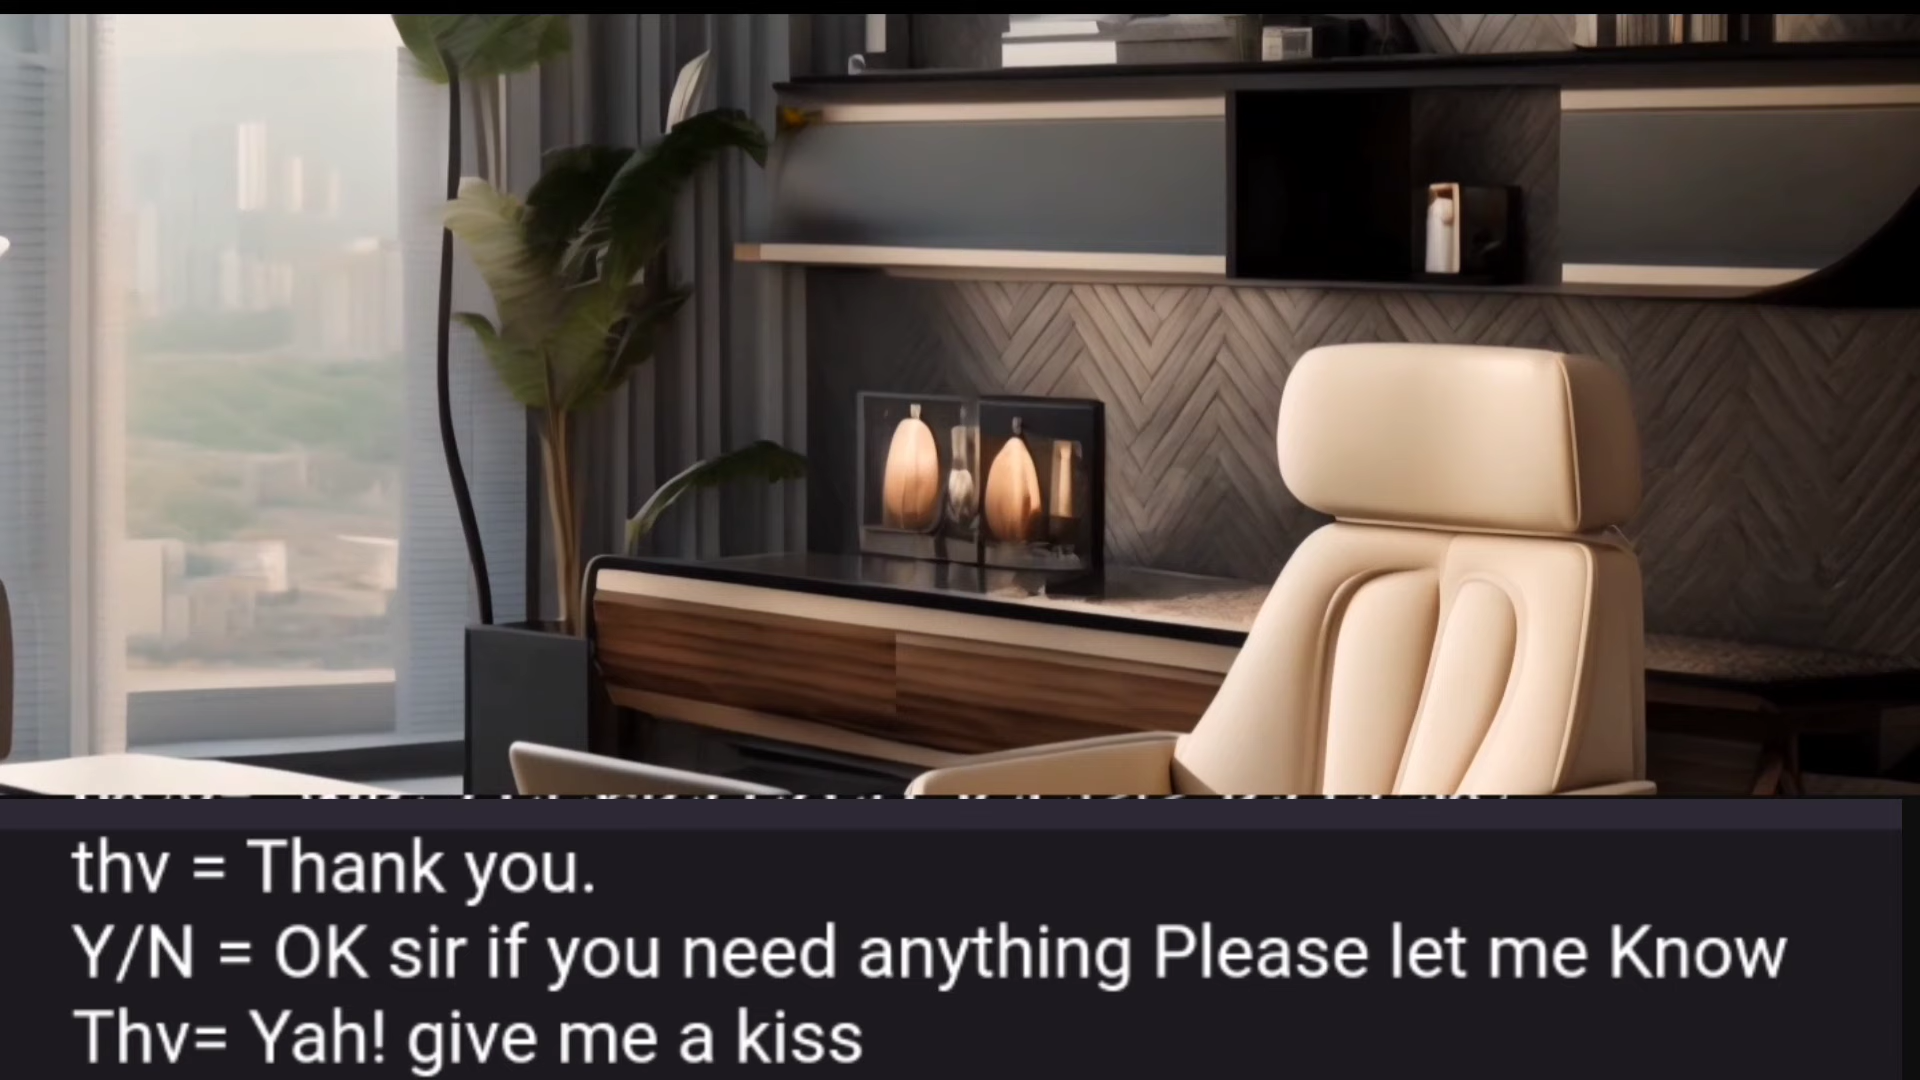 thv = Thank you.
Y/N = OK sir if you need anything Please let me Know
Thv= Yah! give me a kiss